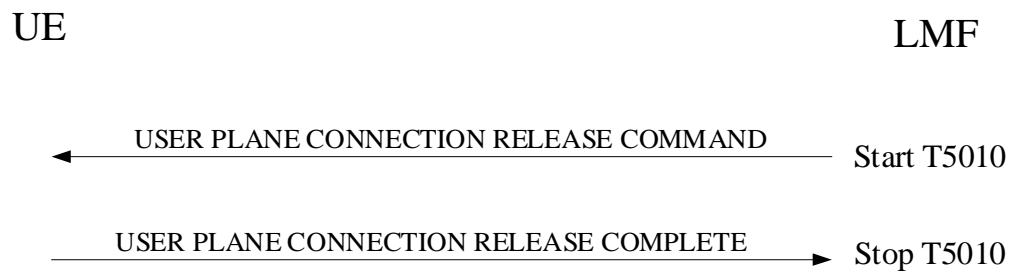 UE
LMF
USER PLANE CONNECTION RELEASE COMMAND
Start T5010
USER PLANE CONNECTION RELEASE COMPLETE
Stop T5010